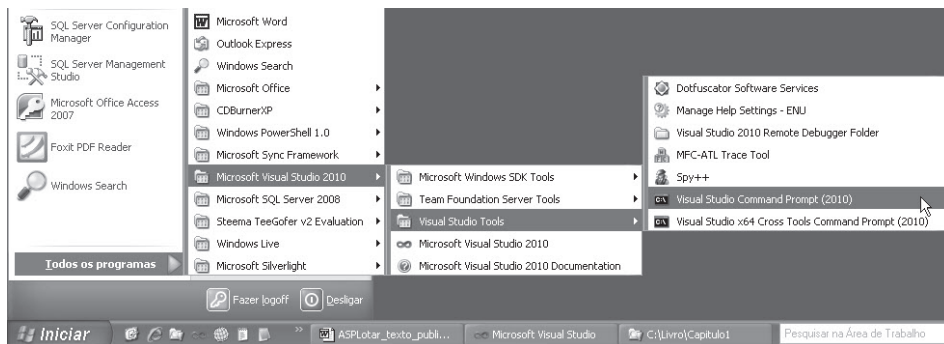 SQL Server Configuration
Manager
SQL Server Management
Studio
Microsoft Office Access
2007
Foxit PDF Reader
Windows Search
Todos os programas
Microsoft Word
Outlook Express
Windows Search
Microsoft Office
CDBurnerXP
Windows PowerShell 1.0
Microsoft Sync Framework
Microsoft Visual Studio 2010
Microsoft SQL Server 2008
Steema TeeGofer v2 Evaluation
Windows Live
Microsoft Silverlight
Microsoft Windows SDK Tools
Team Foundation Server Tools
Visual Studio Tools
Microsoft Visual Studio 2010
Microsoft Visual Studio 2010 Documentation
Dotfuscator Software Services
Manage Help Settings - ENU
Visual Studio 2010 Remote Debugger Folder
MFC-ATL Trace Tool
Spy++
Visual Studio Command Prompt (2010)
Visual Studio x64 Cross Tools Command Prompt (2010)
Fazer logoff
Desligar
Iniciar
ASPLotar_texto_publi...
Microsoft Visual Studio
C:\Livro\Capitulo1
Pesquisar na Área de Trabalho